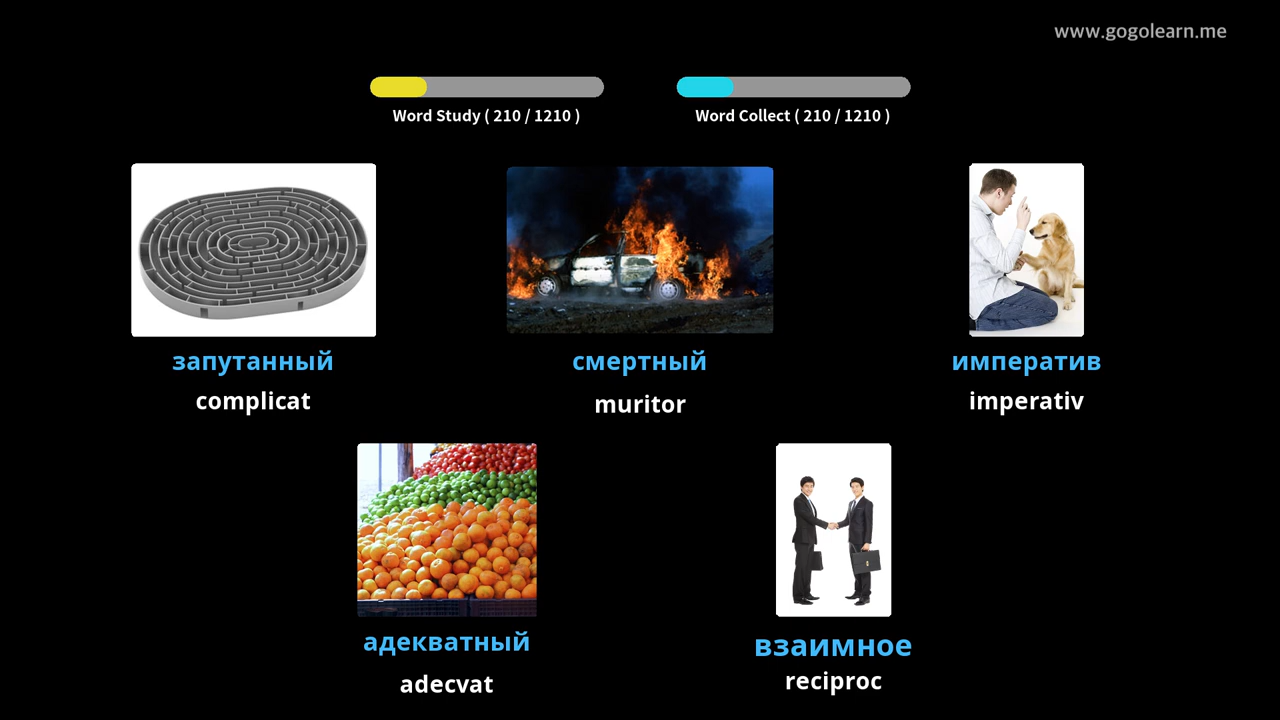 www.gogolearn.me
Word Study ( 210 / 1210 )
Word Collect ( 210 / 1210 )
запутанный
complicat
смертный
muritor
императив
imperativ
адекватный
adecvat
взаимное
reciproc